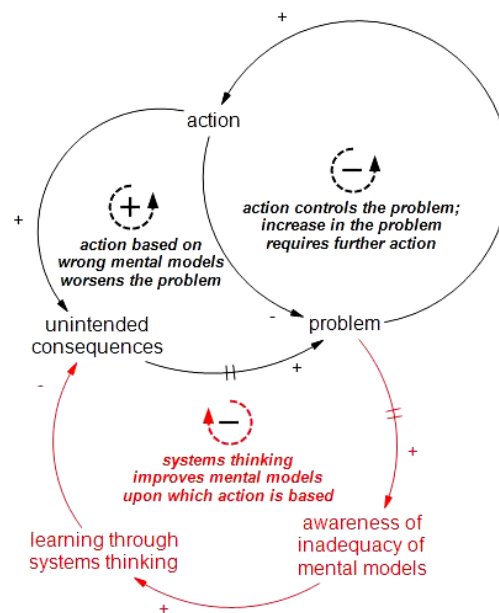 +
action
+
+
−
action controls the problem;
increase in the problem
requires further action
action based on
wrong mental models
worsens the problem
-
problem
unintended
consequences
+
-
−
+
systems thinking
improves mental models
upon which action is based
learning through
systems thinking
awareness of
inadequacy of
mental models
+